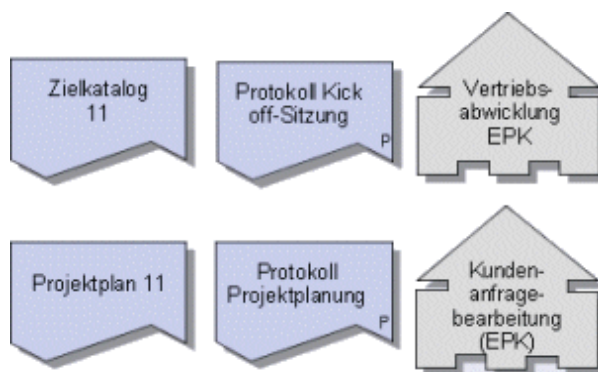 Zielkatalog
11
Protokoll Kick
off-Sitzung
P
Vertriebs-
abwicklung
EPK
Projektplan 11
Protokoll
Projektplanung
P
Kunden-
anfrage-
bearbeitung
(EPK)